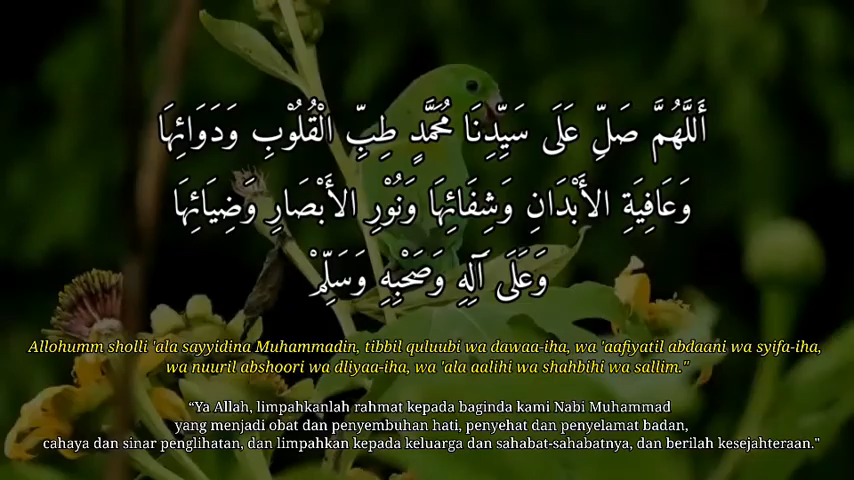 أَللَّهُمَّ صَلِّ عَلَى سَيِّدِنَا مُحَمَّدٍ طِبِّ الْقُلُوْبِ وَدَوَائِهَا
وَعَافِيَةِ الأَبْدَانِ وَشِفَائِهَا وَنُوْرِ الأَبْصَارِ وَضِيَائِهَا
وَعَلَى آلِهِ وَصَحْبِهِ وَسَلِّمْ
Allohumm sholli 'ala sayyidina Muhammadin, tibbil quluubi wa dawaa-iha, wa 'aafiyatil abdaani wa syifa-iha,
wa nuuril abshoori wa dliyaa-iha, wa 'ala aalihi wa shahbihi wa sallim."
“Ya Allah, limpahkanlah rahmat kepada baginda kami Nabi Muhammad
yang menjadi obat dan penyembuhan hati, penyehat dan penyelamat badan,
cahaya dan sinar penglihatan, dan limpahkan kepada keluarga dan sahabat-sahabatnya, dan berilah kesejahteraan."